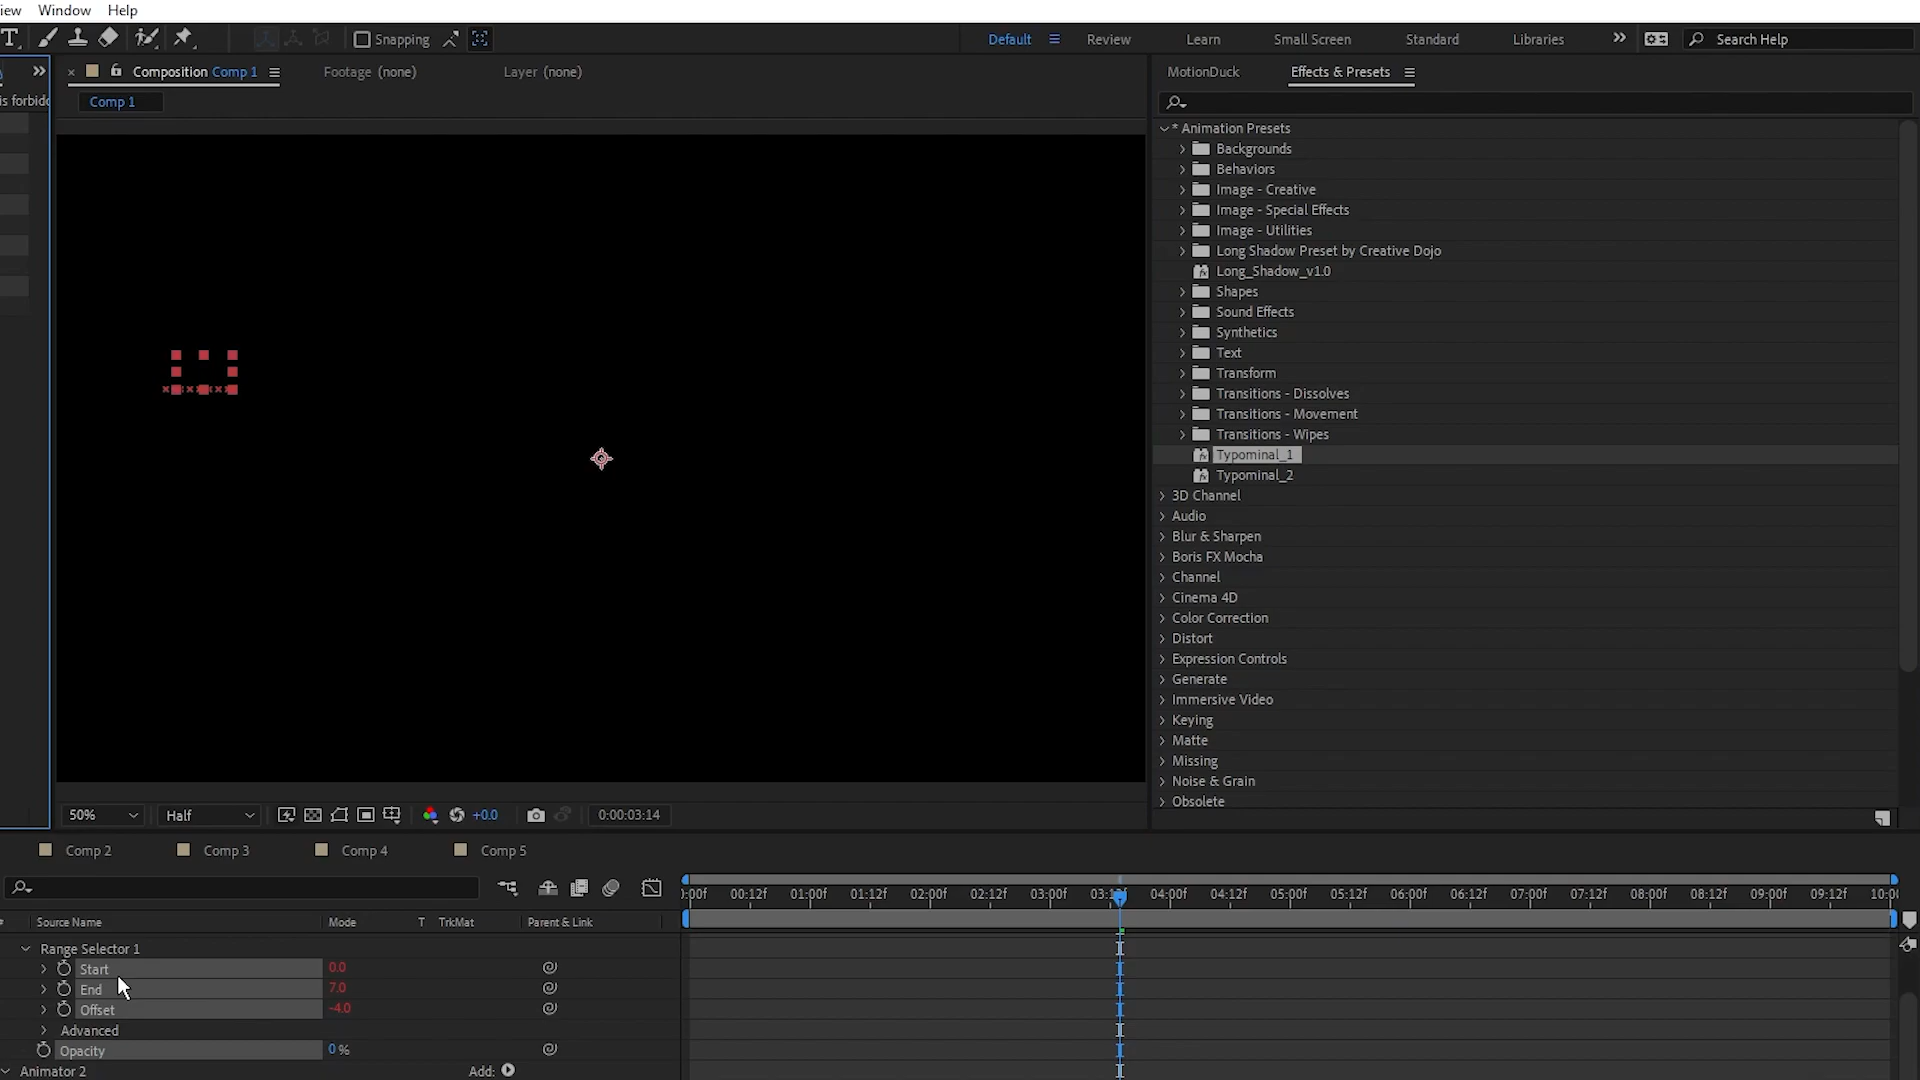 iew Window Help
T Snapping Default Review Learn Small Screen Standard Libraries Search Help
Composition Comp 1 Footage (none) Layer (none) MotionDuck Effects & Presets
is forbidd
Comp 1
* Animation Presets
Backgrounds
Behaviors
Image - Creative
Image - Special Effects
Image - Utilities
Long Shadow Preset by Creative Dojo
Long_Shadow_v1.0
Shapes
Sound Effects
Synthetics
Text
Transform
Transitions - Dissolves
Transitions - Movement
Transitions - Wipes
Typominal_1
Typominal_2
3D Channel
Audio
Blur & Sharpen
Boris FX Mocha
Channel
Cinema 4D
Color Correction
Distort
Expression Controls
Generate
Immersive Video
Keying
Matte
Missing
Noise & Grain
Obsolete
50% Half +0.0 0:00:03:14
Comp 2 Comp 3 Comp 4 Comp 5
:00f 00:12f 01:00f 01:12f 02:00f 02:12f 03:00f 04:00f 04:12f 05:00f 05:12f 06:00f 06:12f 07:00f 07:12f 08:00f 08:12f 09:00f 09:12f 10:00
Source Name Mode T TrkMat Parent & Link
Range Selector 1
Start 0.0
End 7.0
Offset -4.0
Advanced
Opacity 0 %
Animator 2 Add: